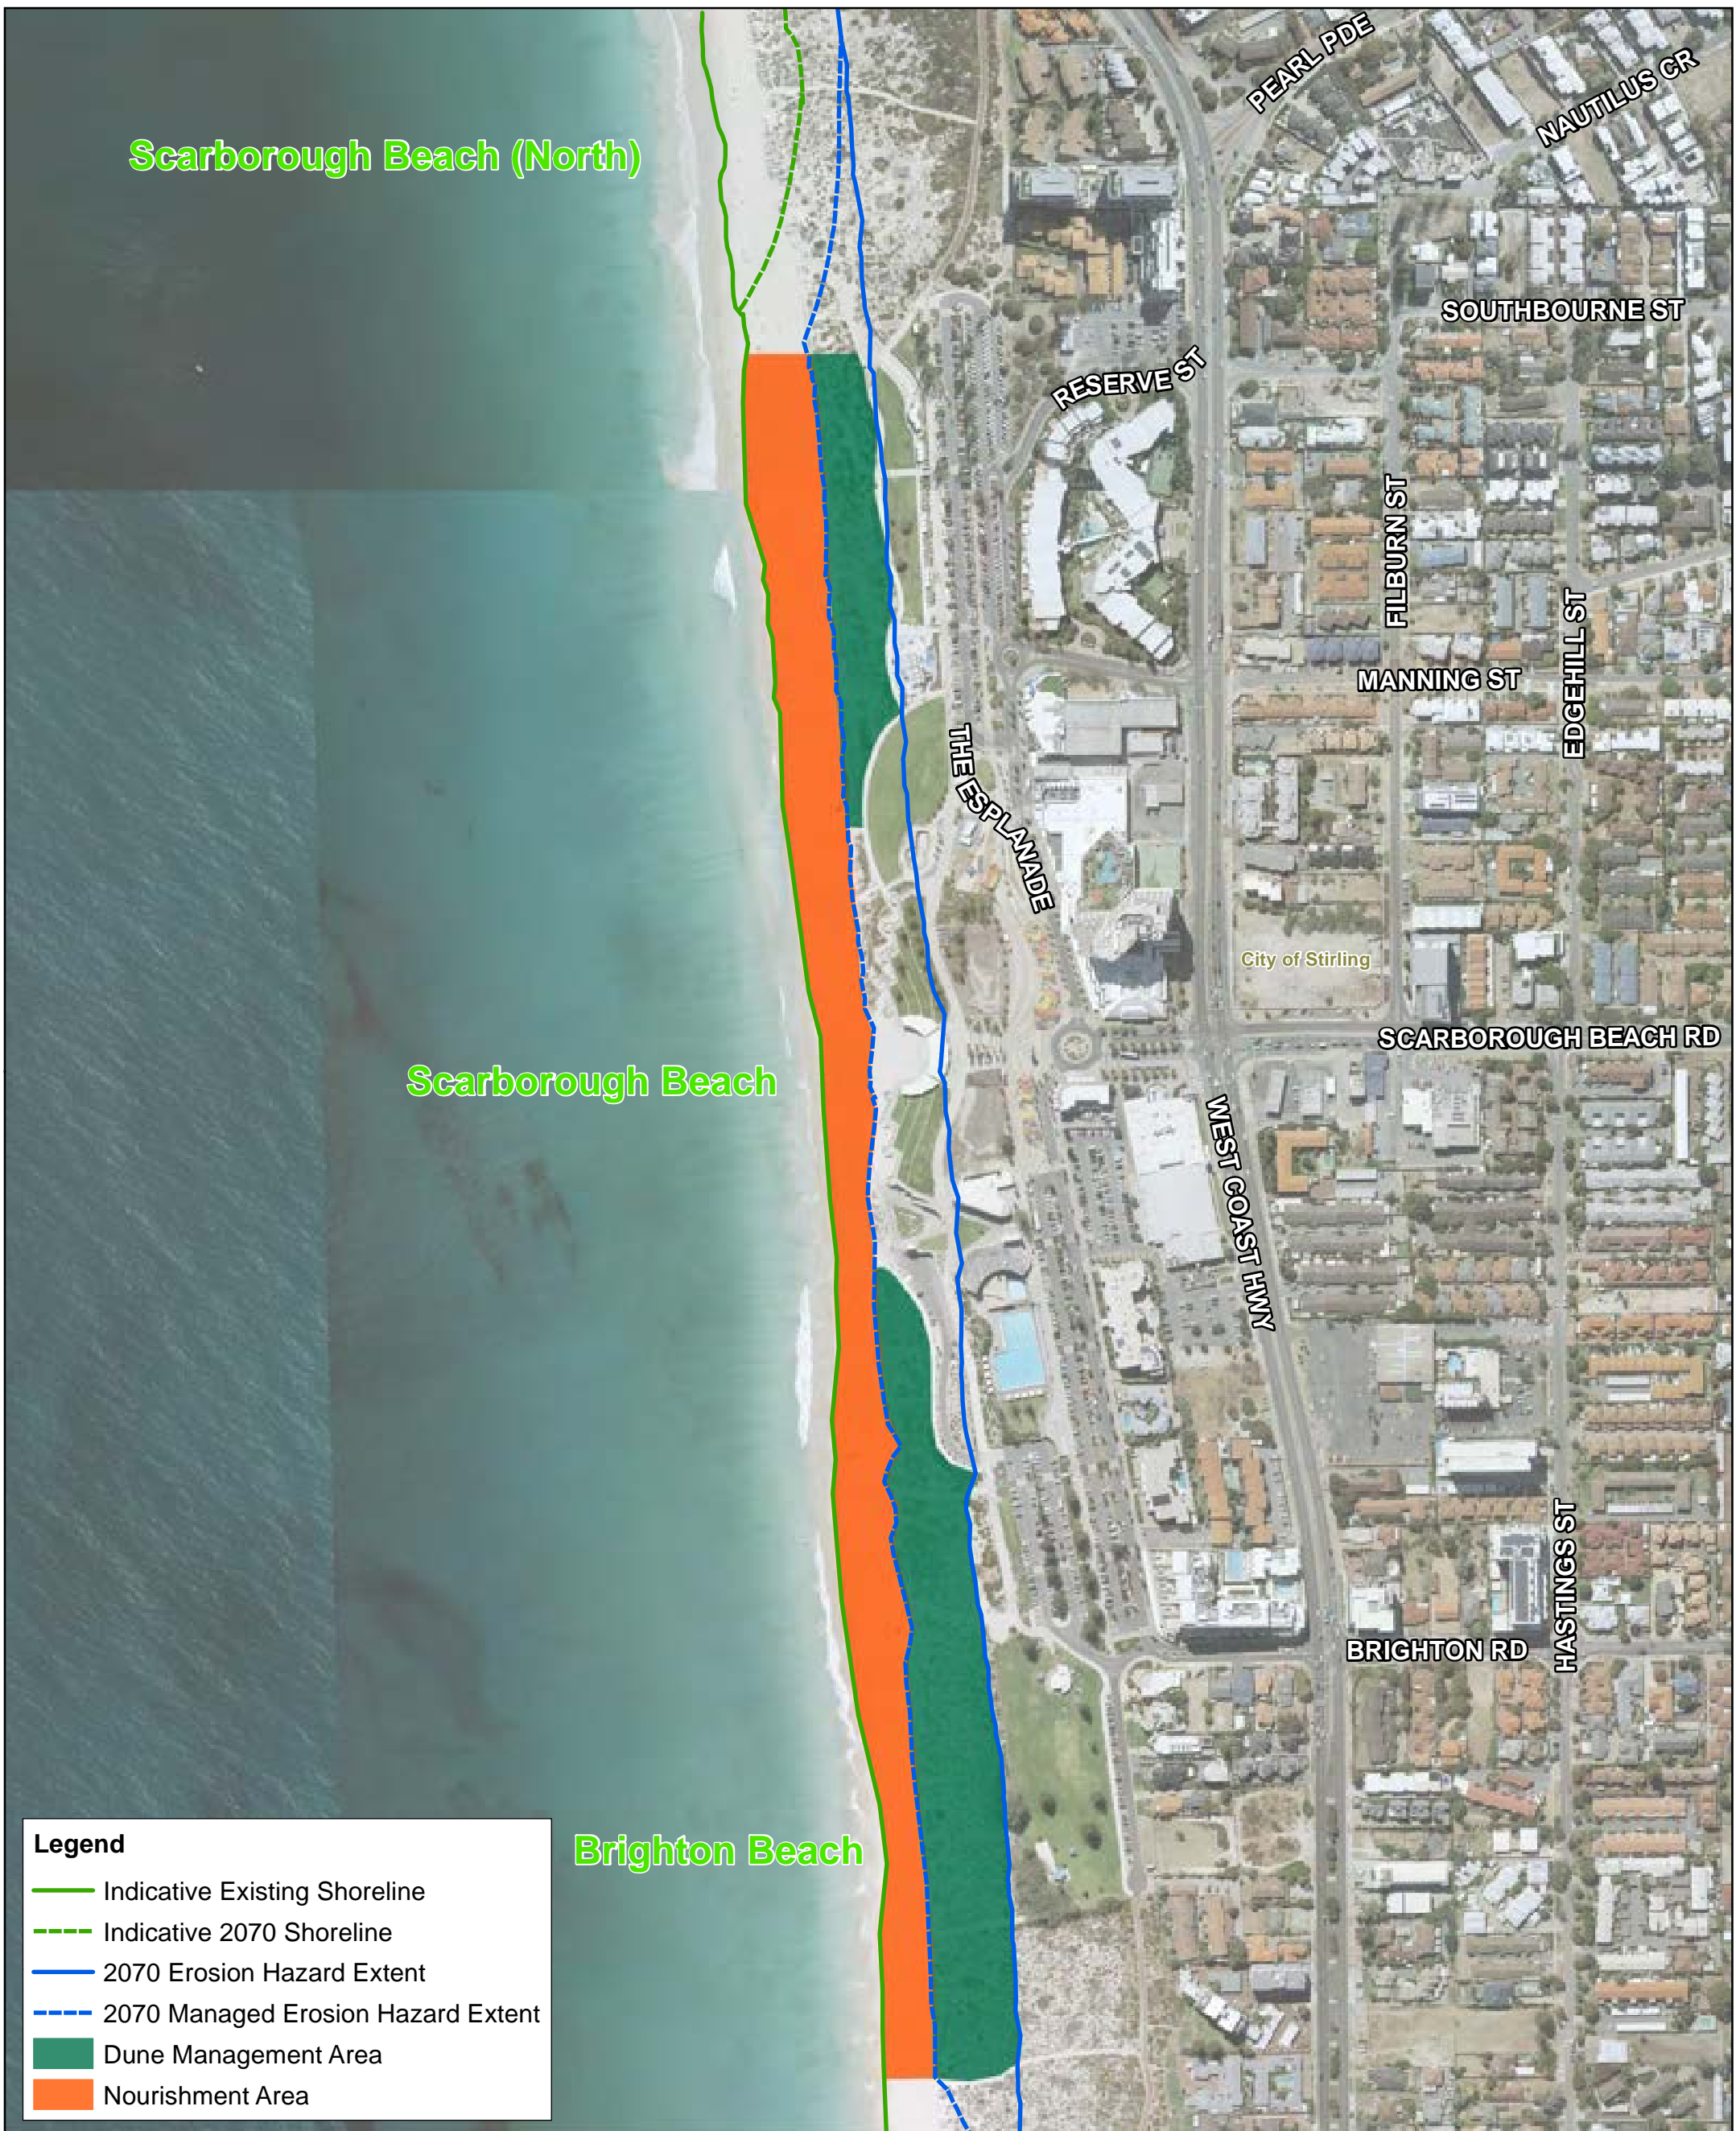 PEARL PDE
NAUTILUS CR
Scarborough Beach (North)
SOUTHBOURNE ST
RESERVE ST
FILBURN ST
EDGEHILL ST
MANNING ST
THE ESPLANADE
City of Stirling
SCARBOROUGH BEACH RD
Scarborough Beach
WEST COAST HWY
HASTINGS ST
BRIGHTON RD
Brighton Beach
Legend
Indicative Existing Shoreline
Indicative 2070 Shoreline
2070 Erosion Hazard Extent
2070 Managed Erosion Hazard Extent
Dune Management Area
Nourishment Area